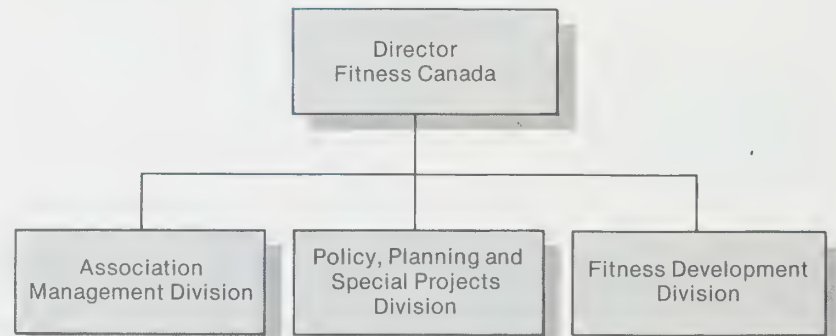 Director
Fitness Canada
Association
Management Division
Policy, Planning and
Special Projects
Division
Fitness Development
Division